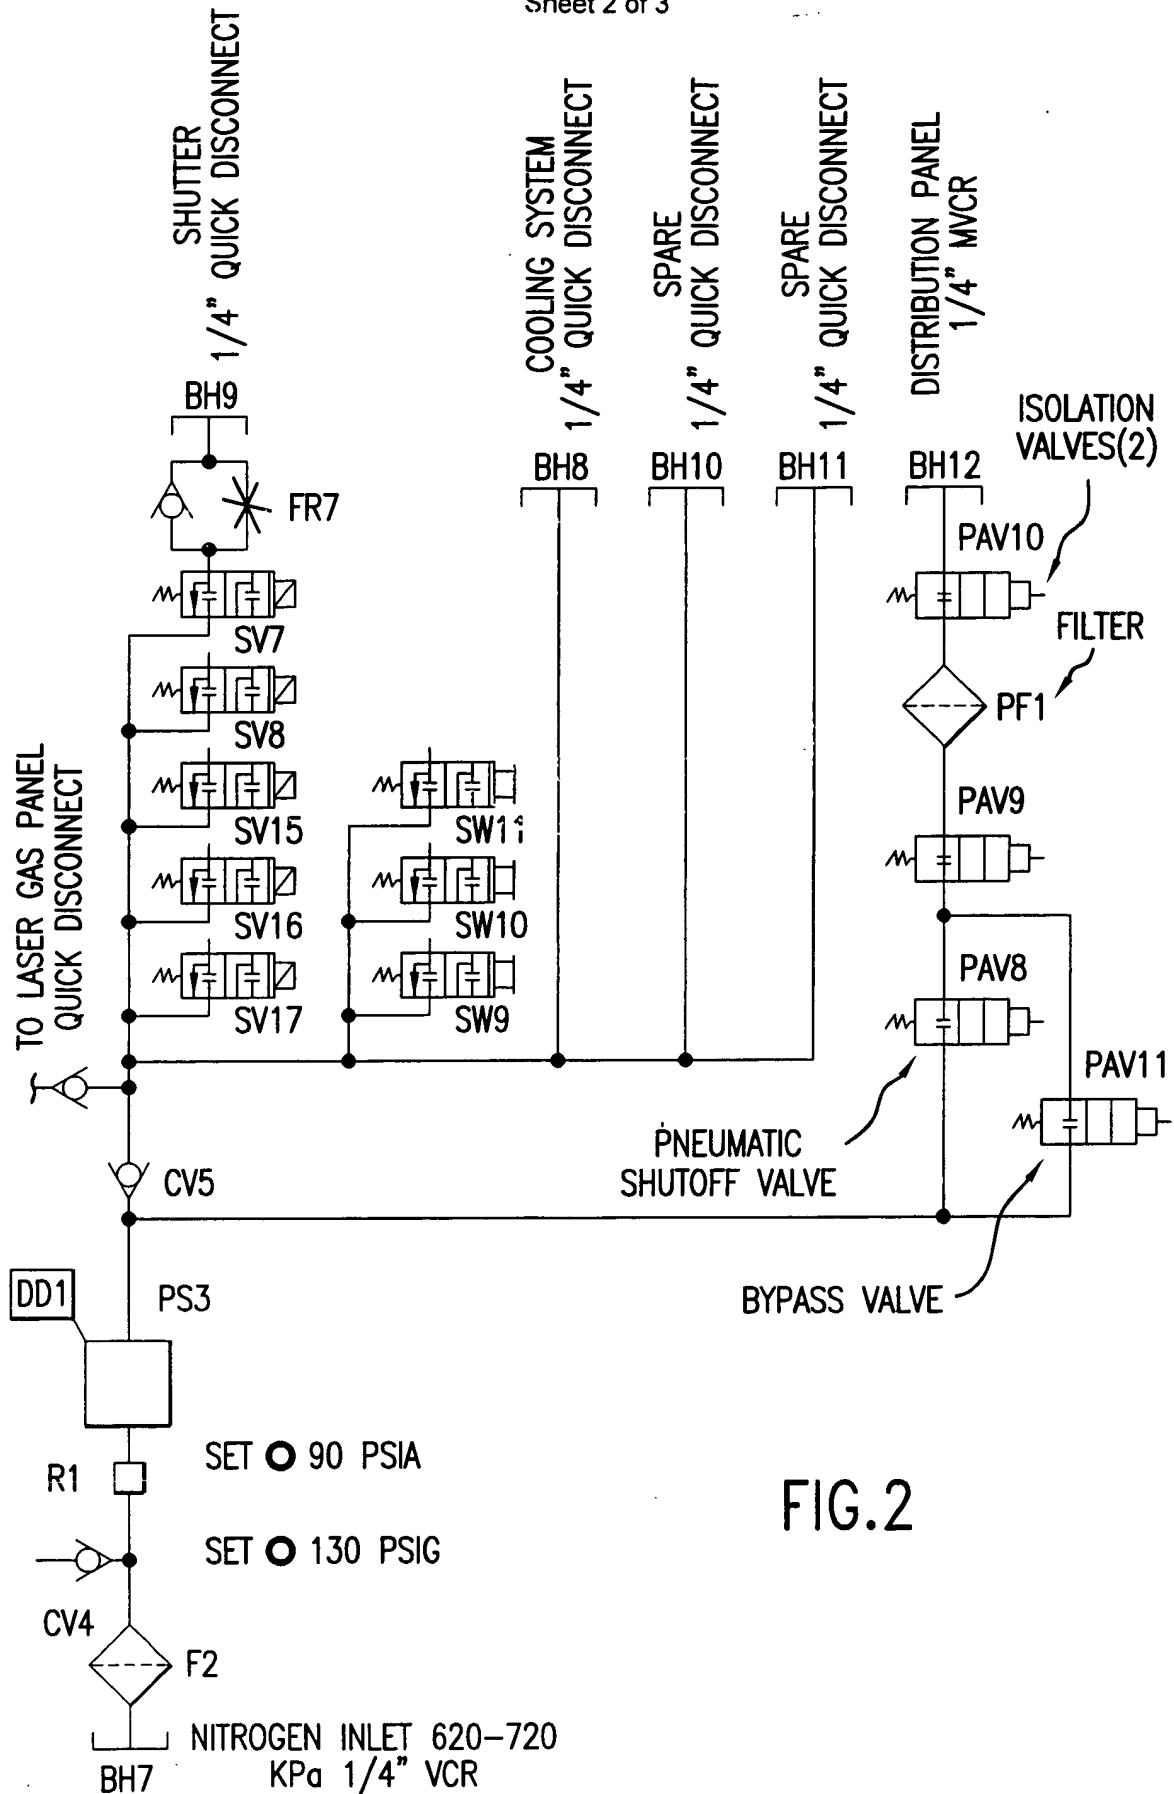 Sheet 2 of 3
SHUTTER
1/4" QUICK DISCONNECT
COOLING SYSTEM
1/4" QUICK DISCONNECT
SPARE
1/4" QUICK DISCONNECT
SPARE
1/4" QUICK DISCONNECT
DISTRIBUTION PANEL
1/4" MVCR
BH9
BH8
BH10
BH11
BH12
ISOLATION
VALVES(2)
FR7
PAV10
SV7
FILTER
PF1
SV8
TO LASER GAS PANEL
QUICK DISCONNECT
SV15
SW11
PAV9
SV16
SW10
SV17
SW9
PAV8
PAV11
PNEUMATIC
SHUTOFF VALVE
CV5
DD1
PS3
BYPASS VALVE
R1
SET O 90 PSIA
SET O 130 PSIG
FIG.2
CV4
F2
NITROGEN INLET 620-720
KPa 1/4" VCR
BH7